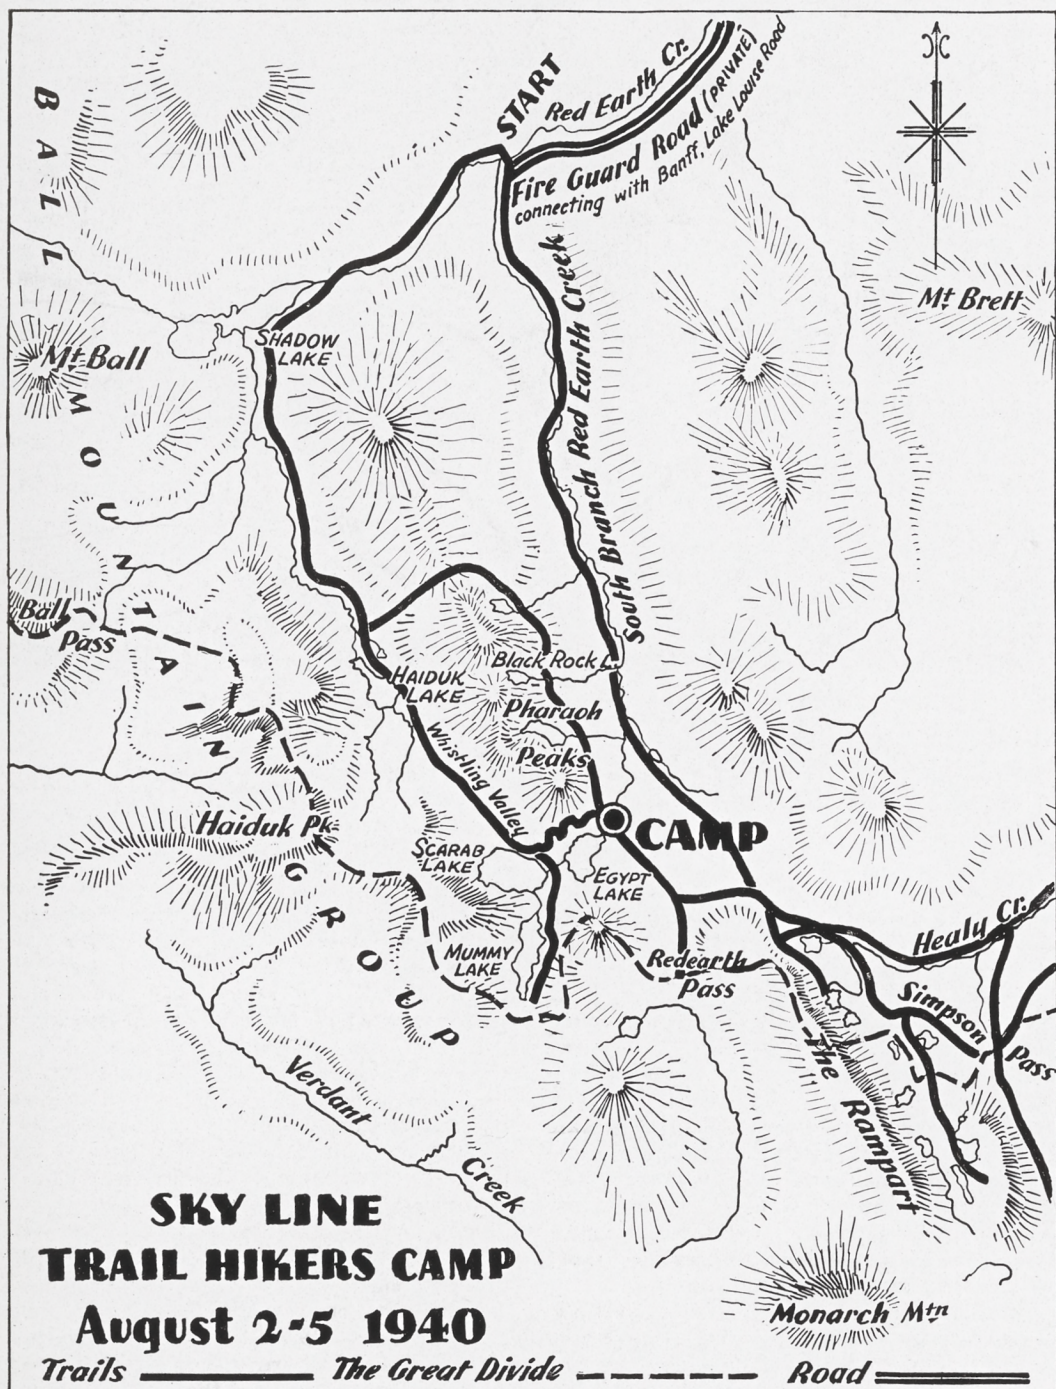 START
Red Earth Cr.
Fire Guard Road (PRIVATE)
connecting with Banff, Lake Louise Road
BALL MOUNTAIN GROUP
Mt. Brett
South Branch Red Earth Creek
SHADOW
LAKE
Mt. Ball
Ball
Pass
Black Rock L.
HAIDUK
LAKE
Pharaoh
Peaks
Whistling Valley
Haiduk Pk.
CAMP
SCARAB
LAKE
EGYPT
LAKE
MUMMY
LAKE
Redearth
Pass
Healy Cr.
Simpson Pass
The Rampart
Verdant Creek
Monarch Mtn
SKY LINE
TRAIL HIKERS CAMP
August 2-5 1940
Trails The Great Divide Road